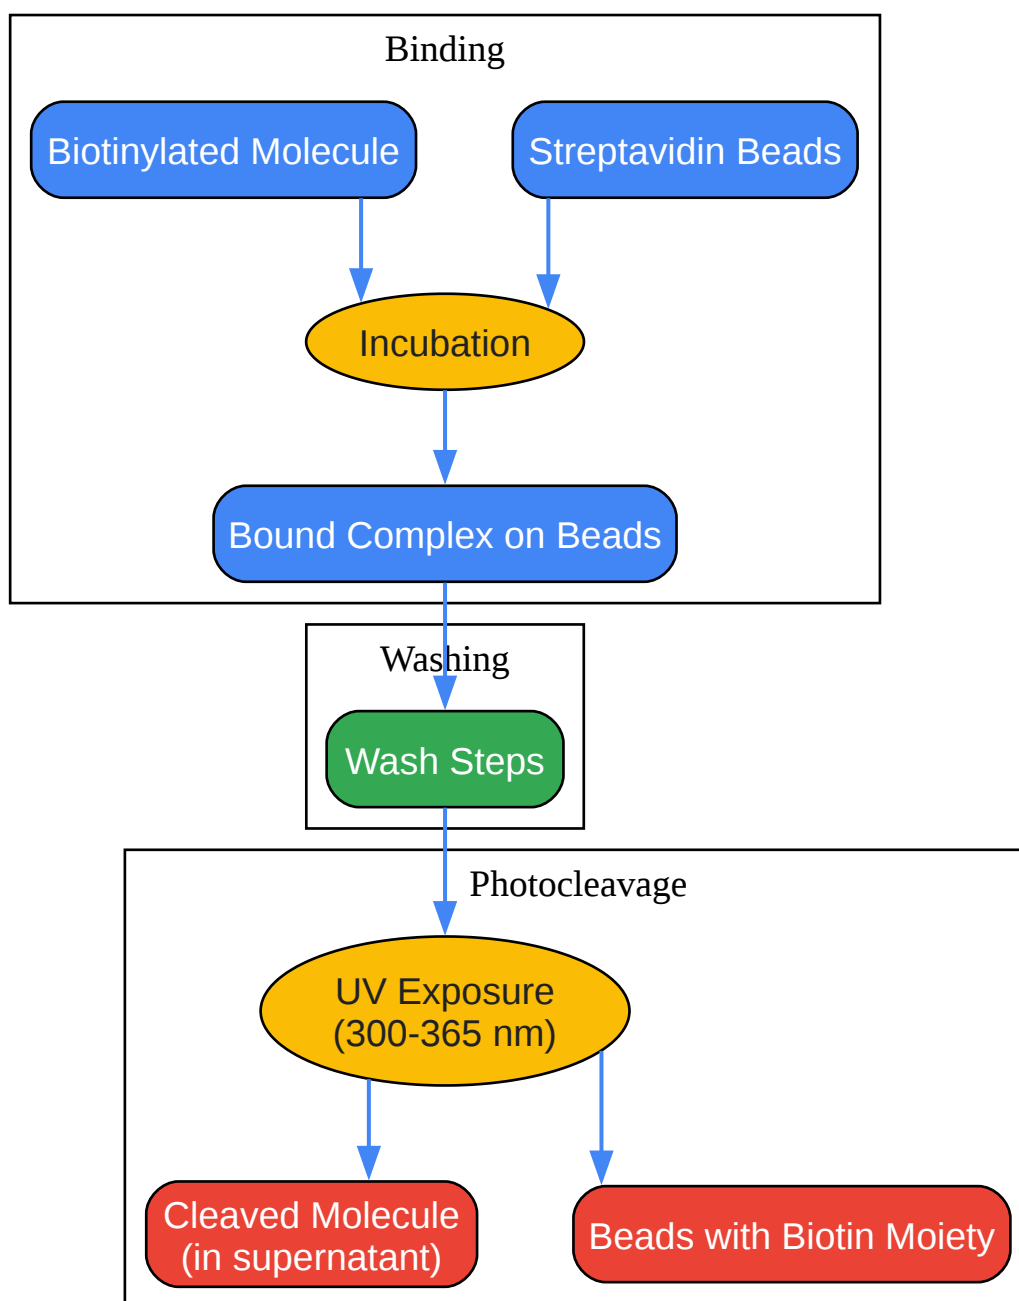 Binding
Biotinylated Molecule
Streptavidin Beads
Incubation
Bound Complex on Beads
Washing
Wash Steps
Photocleavage
UV Exposure
(300-365 nm)
Cleaved Molecule
(in supernatant)
Beads with Biotin Moiety